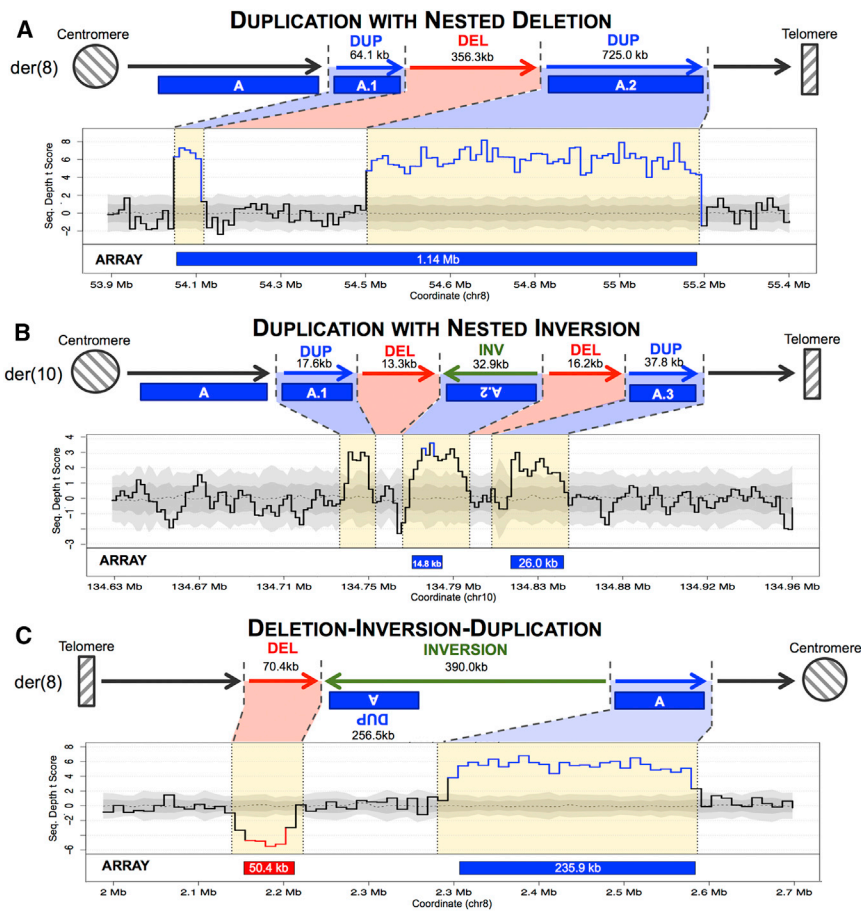 A
DUPLICATION WITH NESTED DELETION
Centromere
DUP
DEL
DUP
Telomere
64.1 kb
356.3kb
725.0 kb
der(8)
A
A.1
A.2
Seq. Depth t Score
8
6
4
2
0
-2
ARRAY
1.14 Mb
53.9 Mb 54.1 Mb 54.3 Mb 54.5 Mb 54.6 Mb 54.8 Mb 55 Mb 55.2 Mb 55.4 Mb
Coordinate (chr8)
B
DUPLICATION WITH NESTED INVERSION
Centromere
DUP
DEL
INV
DEL
DUP
Telomere
17.6kb
13.3kb
32.9kb
16.2kb
37.8 kb
der(10)
A
A.1
A.2
A.3
Seq. Depth t Score
4
3
2
1
0
-1
-3
ARRAY
14.8 kb
26.0 kb
134.63 Mb 134.67 Mb 134.71 Mb 134.75 Mb 134.79 Mb 134.83 Mb 134.88 Mb 134.92 Mb 134.96 Mb
Coordinate (chr10)
C
DELETION-INVERSION-DUPLICATION
Telomere
DEL
INVERSION
Centromere
70.4kb
390.0kb
der(8)
A
A
DUP
256.5kb
Seq. Depth t Score
8
6
4
2
0
-2
-6
ARRAY
50.4 kb
235.9 kb
2 Mb 2.1 Mb 2.2 Mb 2.3 Mb 2.3 Mb 2.4 Mb 2.5 Mb 2.6 Mb 2.7 Mb
Coordinate (chr8)